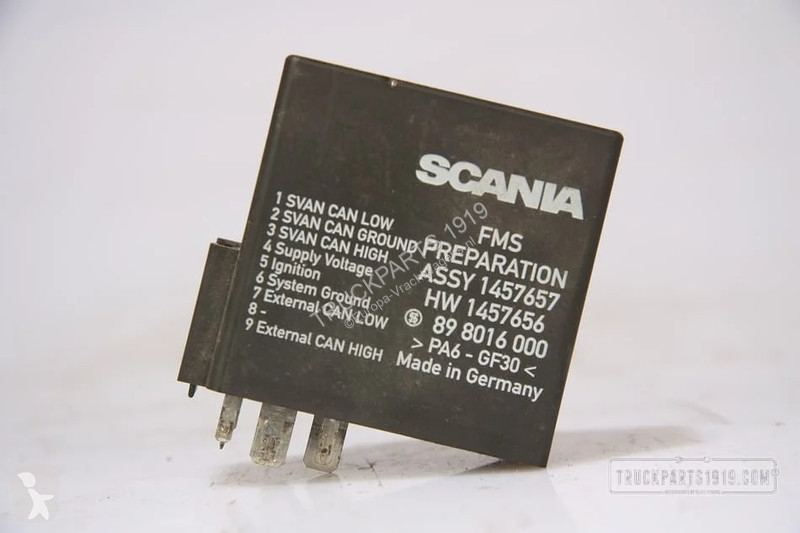 SCANIA
FMS
PREPARATION
ASSY 1457657
HW 1457656
89 8016 000
> PA6 - GF30 <
Made in Germany
1 SVAN CAN LOW
2 SVAN CAN GROUND
3 SVAN CAN HIGH
4 Supply Voltage
5 Ignition
6 System Ground
7 External CAN LOW
8 -
9 External CAN HIGH
TRUCKPARTS 1919
TRUCKPARTS1919.COM